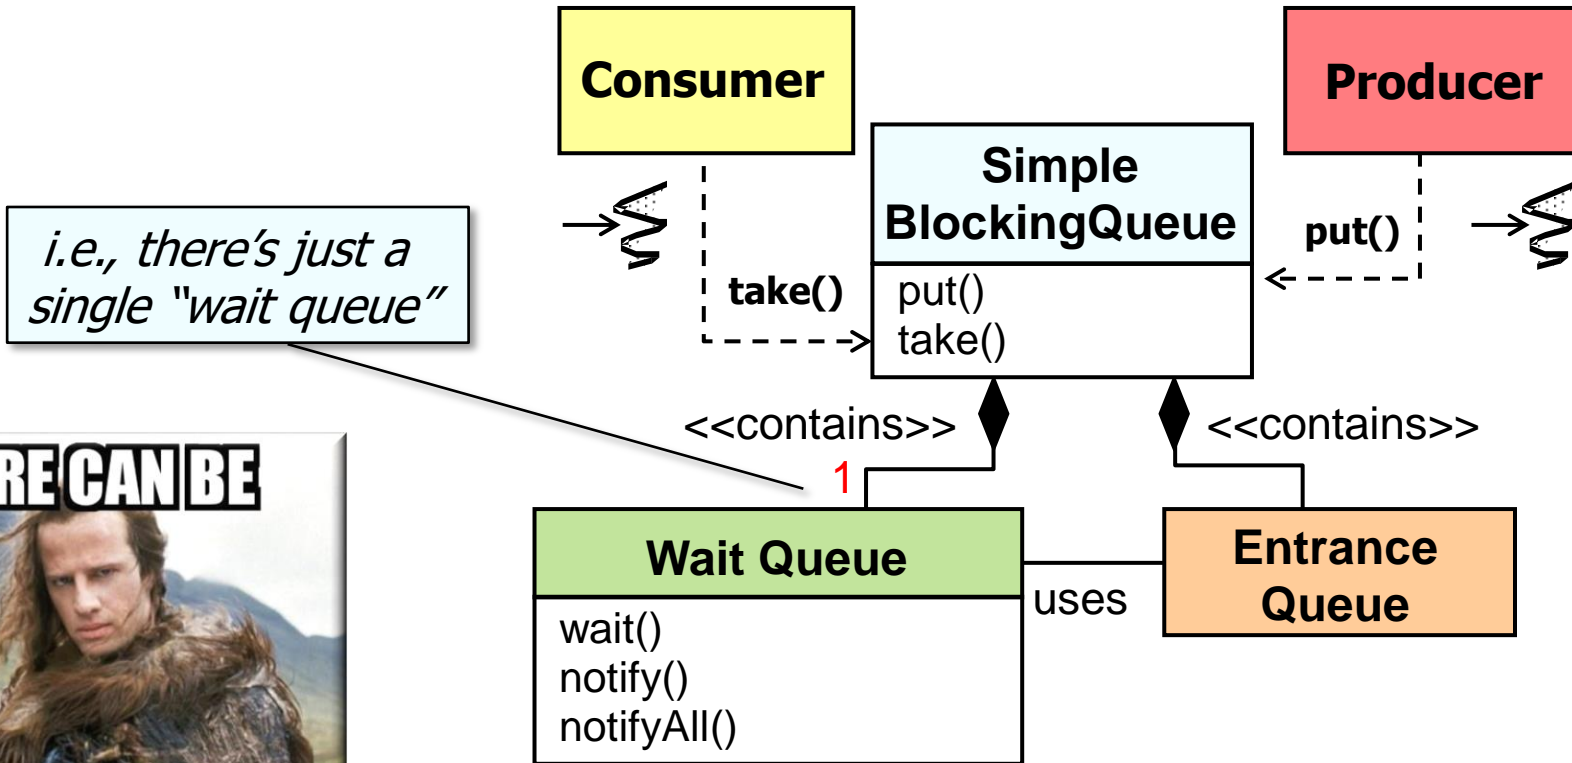 Consumer
Producer
Simple
BlockingQueue
put()
take()
take()
put()
i.e., there's just a
single “wait queue”
<<contains>>
<<contains>>
1
Wait Queue
wait()
notify()
notifyAll()
uses
Entrance
Queue
CAN BE